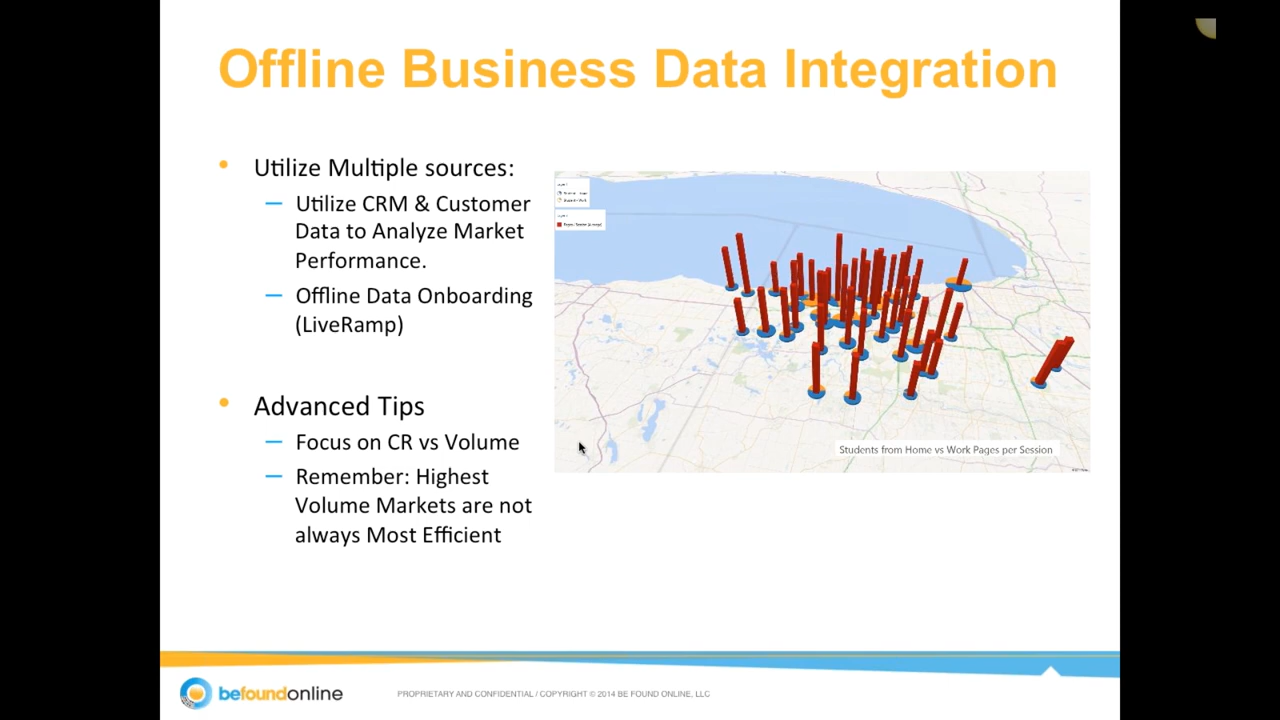 Offline Business Data Integration
• Utilize Multiple sources:
– Utilize CRM & Customer
Data to Analyze Market
Performance.
– Offline Data Onboarding
(LiveRamp)
• Advanced Tips
– Focus on CR vs Volume
– Remember: Highest
Volume Markets are not
always Most Efficient
Students from Home vs Work Pages per Session
befoundonline
PROPRIETARY AND CONFIDENTIAL / COPYRIGHT © 2014 BE FOUND ONLINE, LLC